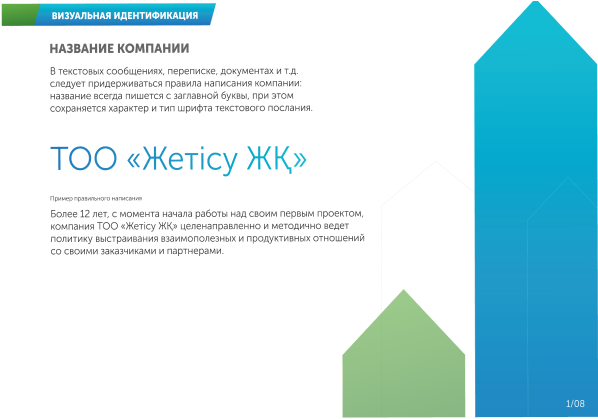 ВИЗУАЛЬНАЯ ИДЕНТИФИКАЦИЯ
НАЗВАНИЕ КОМПАНИИ
В текстовых сообщениях, переписке, документах и т.д.
следует придерживаться правила написания компании:
название всегда пишется с заглавной буквы, при этом
сохраняется характер и тип шрифта текстового послания.
ТОО «Жетісу ЖҚ»
Пример правильного написания
Более 12 лет, с момента начала работы над своим первым проектом,
компания ТОО «Жетісу ЖҚ» целенаправленно и методично ведет
политику выстраивания взаимополезных и продуктивных отношений
со своими заказчиками и партнерами.
1/08